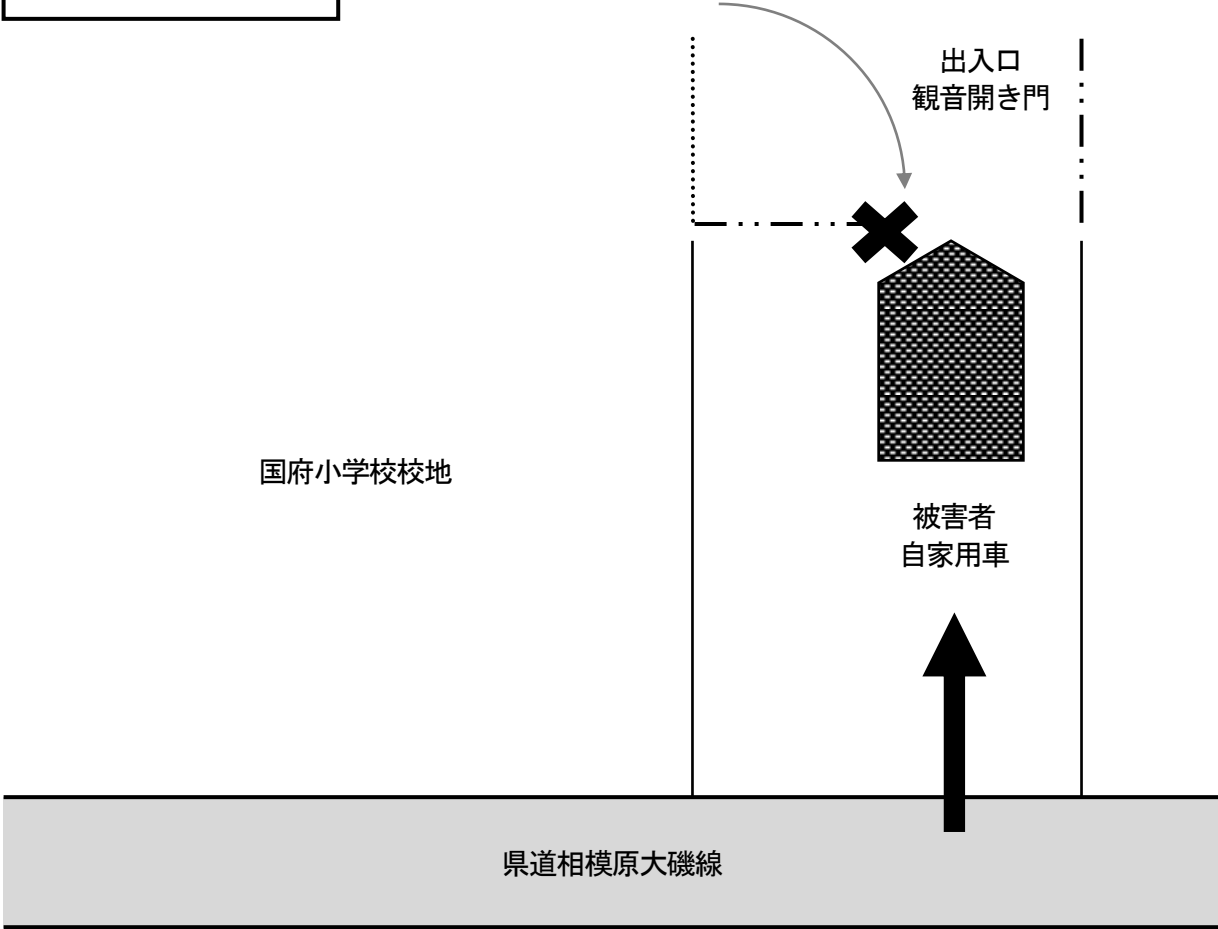 出入口
観音開き門
国府小学校校地
被害者
自家用車
県道相模原大磯線